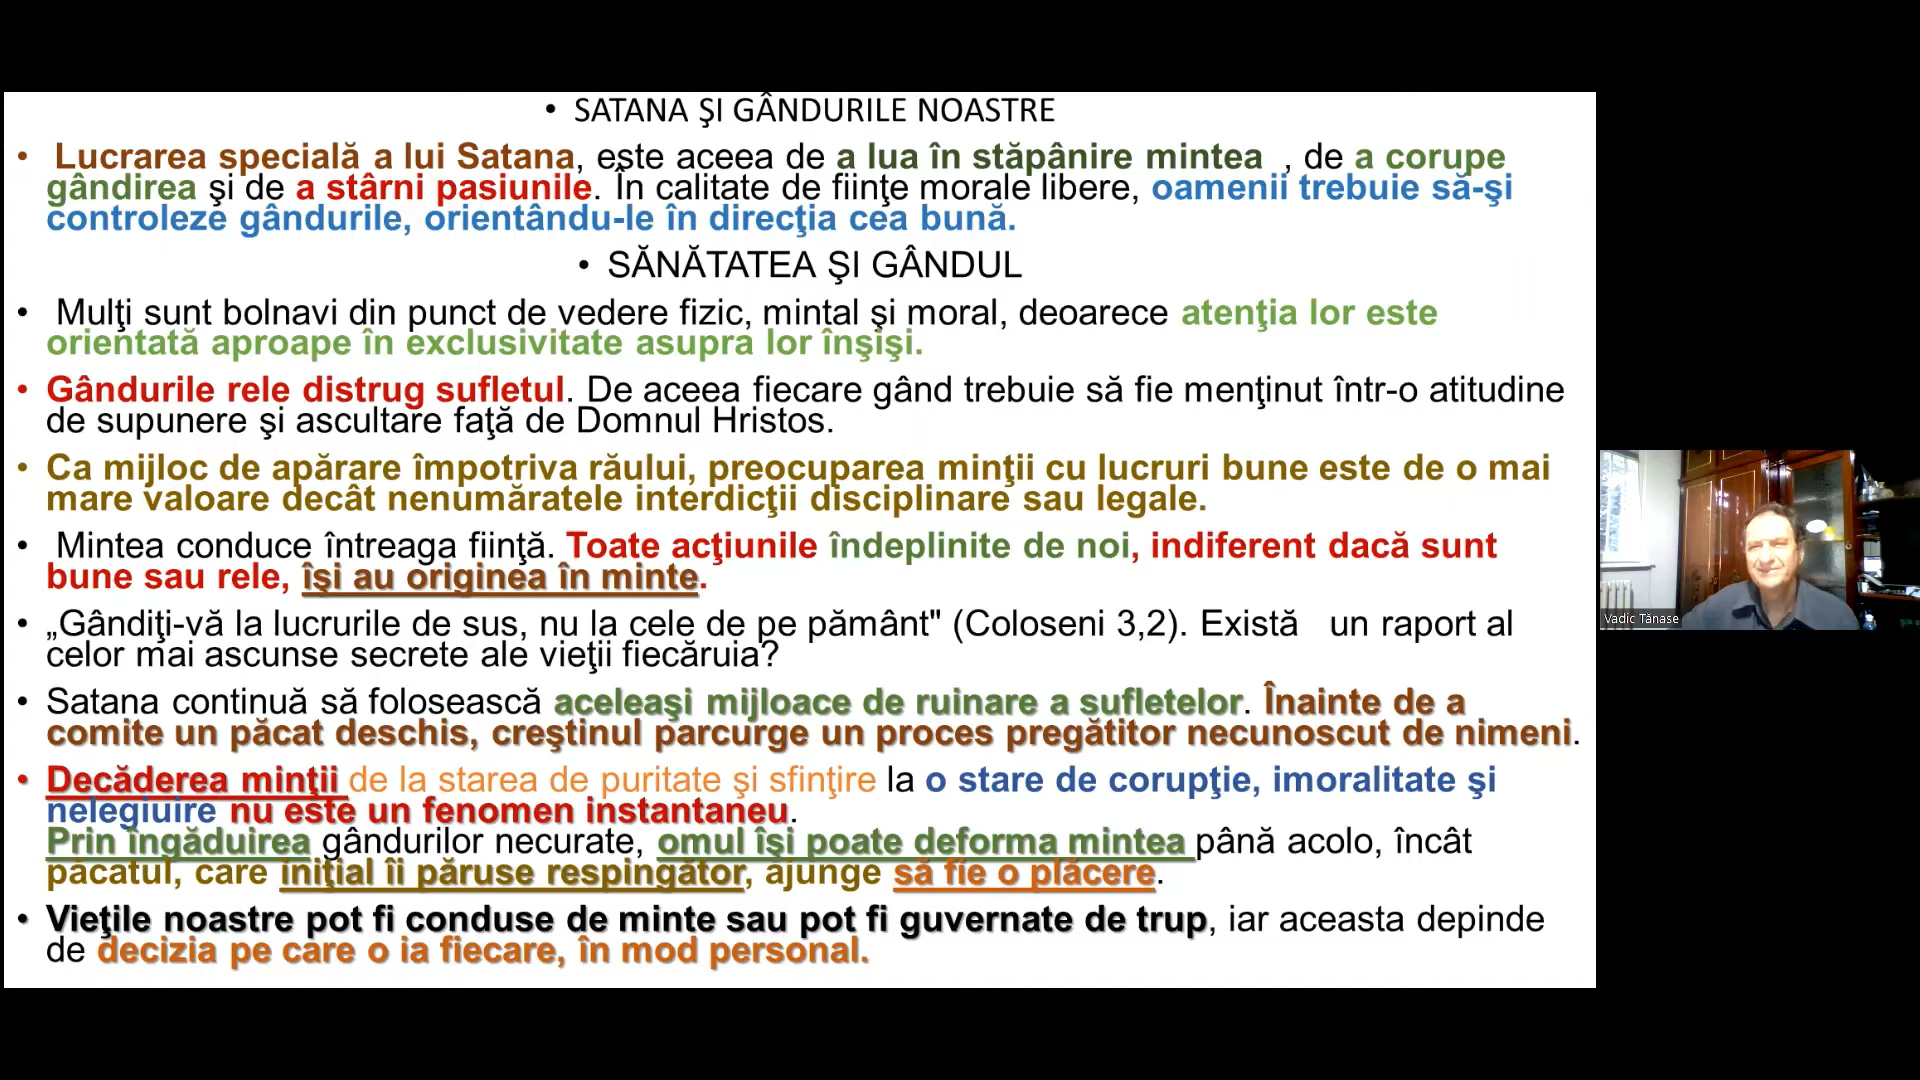 • SATANA ŞI GÂNDURILE NOASTRE
• Lucrarea specială a lui Satana, este aceea de a lua în stăpânire mintea , de a corupe
gândirea şi de a stârni pasiunile. În calitate de fiinţe morale libere, oamenii trebuie să-şi
controleze gândurile, orientându-le în direcţia cea bună.
• SĂNĂTATEA ŞI GÂNDUL
• Mulţi sunt bolnavi din punct de vedere fizic, mintal şi moral, deoarece atenţia lor este
orientată aproape în exclusivitate asupra lor înşişi.
• Gândurile rele distrug sufletul. De aceea fiecare gând trebuie să fie menţinut într-o atitudine
de supunere şi ascultare faţă de Domnul Hristos.
• Ca mijloc de apărare împotriva răului, preocuparea minţii cu lucruri bune este de o mai
mare valoare decât nenumăratele interdicţii disciplinare sau legale.
• Mintea conduce întreaga fiinţă. Toate acţiunile îndeplinite de noi, indiferent dacă sunt
bune sau rele, îşi au originea în minte.
• „Gândiţi-vă la lucrurile de sus, nu la cele de pe pământ" (Coloseni 3,2). Există un raport al
celor mai ascunse secrete ale vieţii fiecăruia?
• Satana continuă să folosească aceleaşi mijloace de ruinare a sufletelor. Înainte de a
comite un păcat deschis, creştinul parcurge un proces pregătitor necunoscut de nimeni.
• Decăderea minţii de la starea de puritate şi sfinţire la o stare de corupţie, imoralitate şi
nelegiuire nu este un fenomen instantaneu.
Prin îngăduirea gândurilor necurate, omul îşi poate deforma mintea până acolo, încât
păcatul, care iniţial îi păruse respingător, ajunge să fie o plăcere.
• Vieţile noastre pot fi conduse de minte sau pot fi guvernate de trup, iar aceasta depinde
de decizia pe care o ia fiecare, în mod personal.
Vadic Tănase